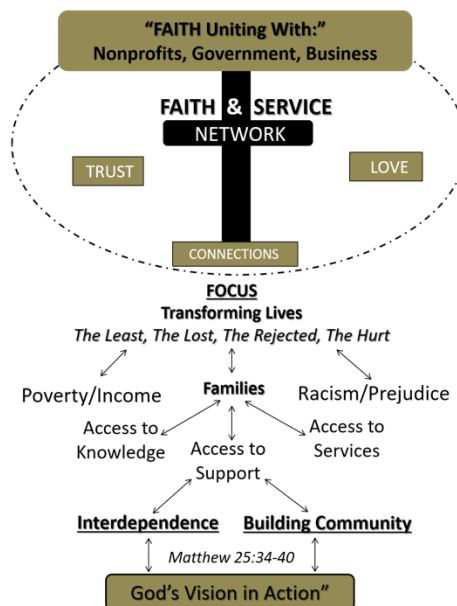 “FAITH Uniting With:”
Nonprofits, Government, Business
FAITH & SERVICE
NETWORK
TRUST
LOVE
CONNECTIONS
FOCUS
Transforming Lives
The Least, The Lost, The Rejected, The Hurt
Poverty/Income
Families
Racism/Prejudice
Access to
Knowledge
Access to
Support
Access to
Services
Interdependence
Building Community
Matthew 25:34-40
God’s Vision in Action”